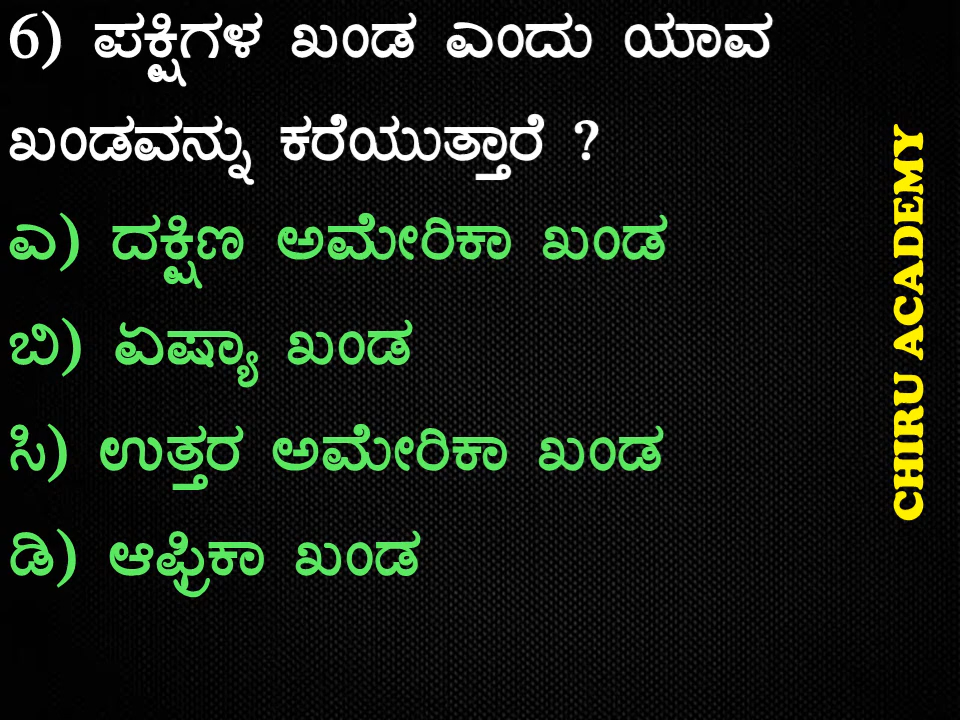 6) ಪಕ್ಷಿಗಳ ಖಂಡ ಎಂದು ಯಾವ
ಖಂಡವನ್ನು ಕರೆಯುತ್ತಾರೆ ?
ಎ) ದಕ್ಷಿಣ ಅಮೇರಿಕಾ ಖಂಡ
ಬಿ) ಏಷ್ಯಾ ಖಂಡ
ಸಿ) ಉತ್ತರ ಅಮೇರಿಕಾ ಖಂಡ
ಡಿ) ಆಫ್ರಿಕಾ ಖಂಡ
CHIRU ACADEMY